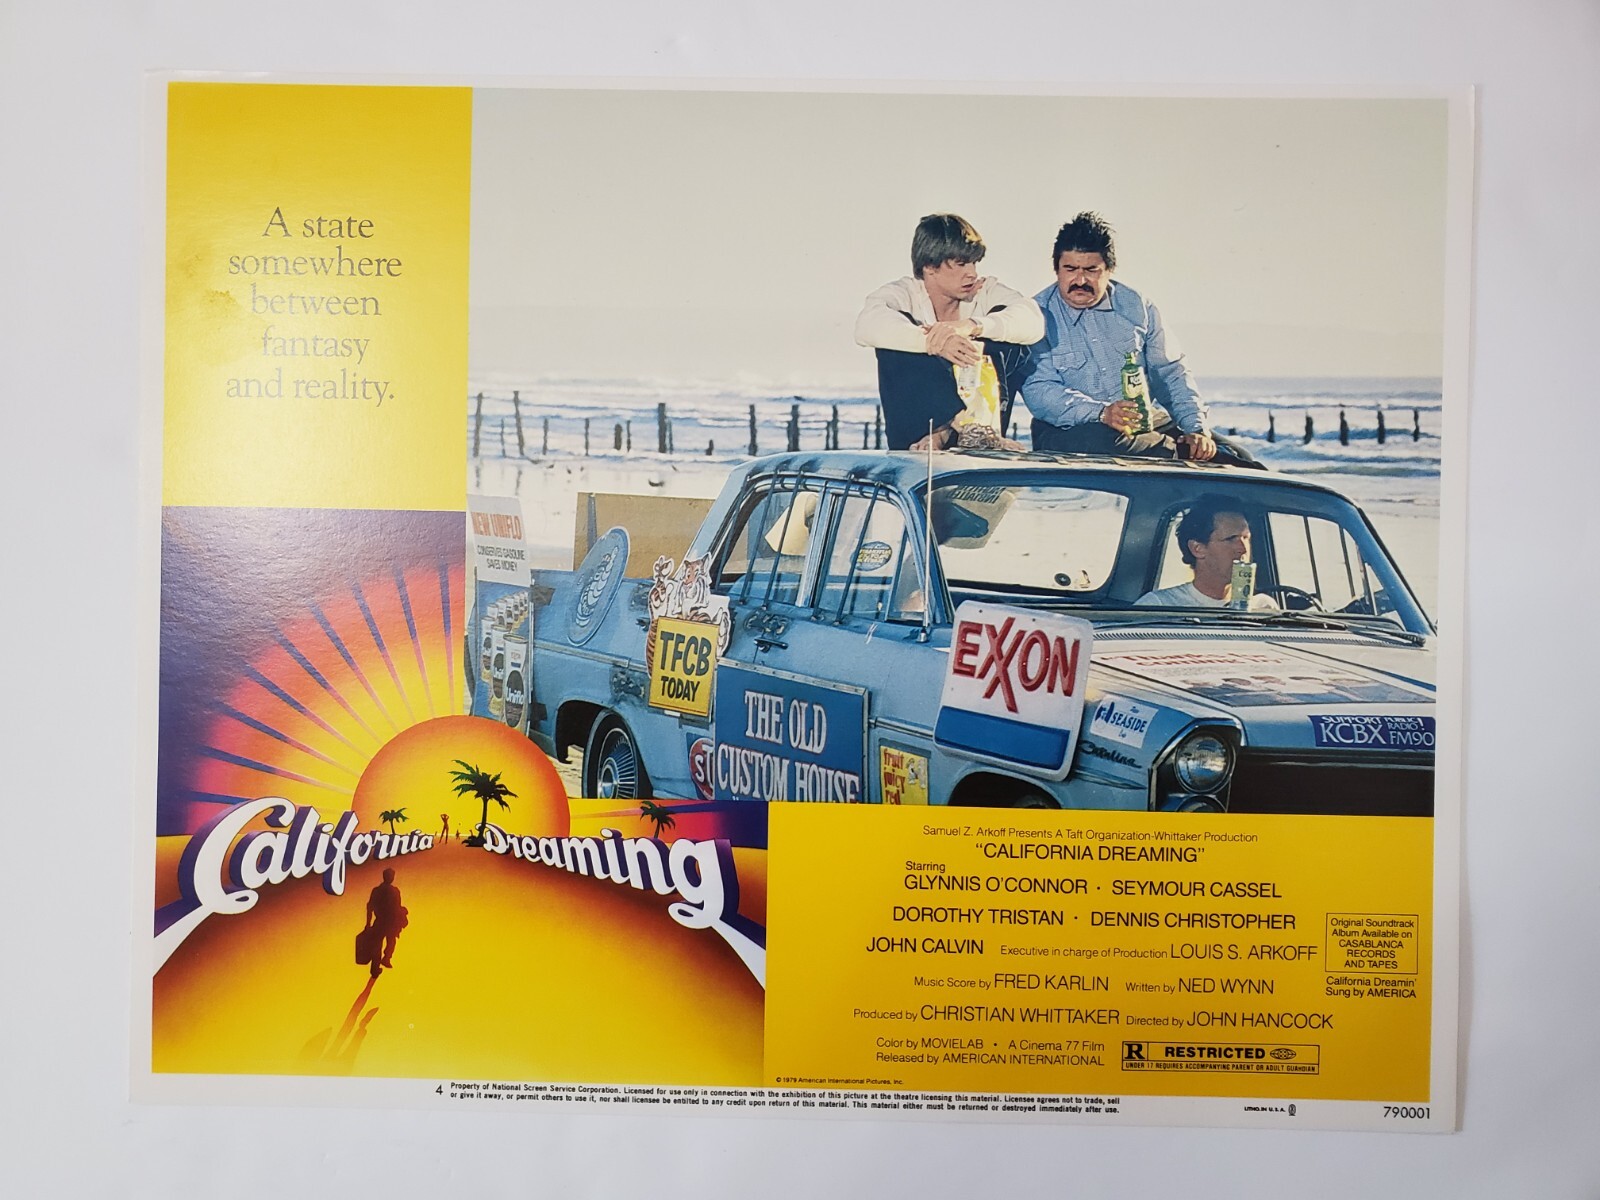 A state
somewhere
between
fantasy
and reality.
NEW UNIFLO
CONSERVES GASOLINE
SAVES MONEY
Uniflo
TFCB
TODAY
THE OLD
CUSTOM HOUSE
EXXON
SEASIDE
Catalina
fruit
juicy
red
SUPPORT PUBLIC
RADIO!
KCBX FM90
California Dreaming
Samuel Z. Arkoff Presents A Taft Organization-Whittaker Production
"CALIFORNIA DREAMING"
Starring
GLYNNIS O'CONNOR · SEYMOUR CASSEL
DOROTHY TRISTAN · DENNIS CHRISTOPHER
JOHN CALVIN Executive in charge of Production LOUIS S. ARKOFF
Music Score by FRED KARLIN Written by NED WYNN
Produced by CHRISTIAN WHITTAKER Directed by JOHN HANCOCK
Color by MOVIELAB • A Cinema 77 Film
Released by AMERICAN INTERNATIONAL
Original Soundtrack
Album Available on
CASABLANCA
RECORDS
AND TAPES
California Dreamin'
Sung by AMERICA
R RESTRICTED
UNDER 17 REQUIRES ACCOMPANYING PARENT OR ADULT GUARDIAN
© 1979 American International Pictures, Inc.
4 Property of National Screen Service Corporation. Licensed for use only in connection with the exhibition of this picture at the theatre licensing this material. Licensee agrees not to trade, sell
or give it away, or permit others to use it, nor shall licensee be entitled to any credit upon return of this material. This material either must be returned or destroyed immediately after use.
LITHO. IN U.S.A.
790001